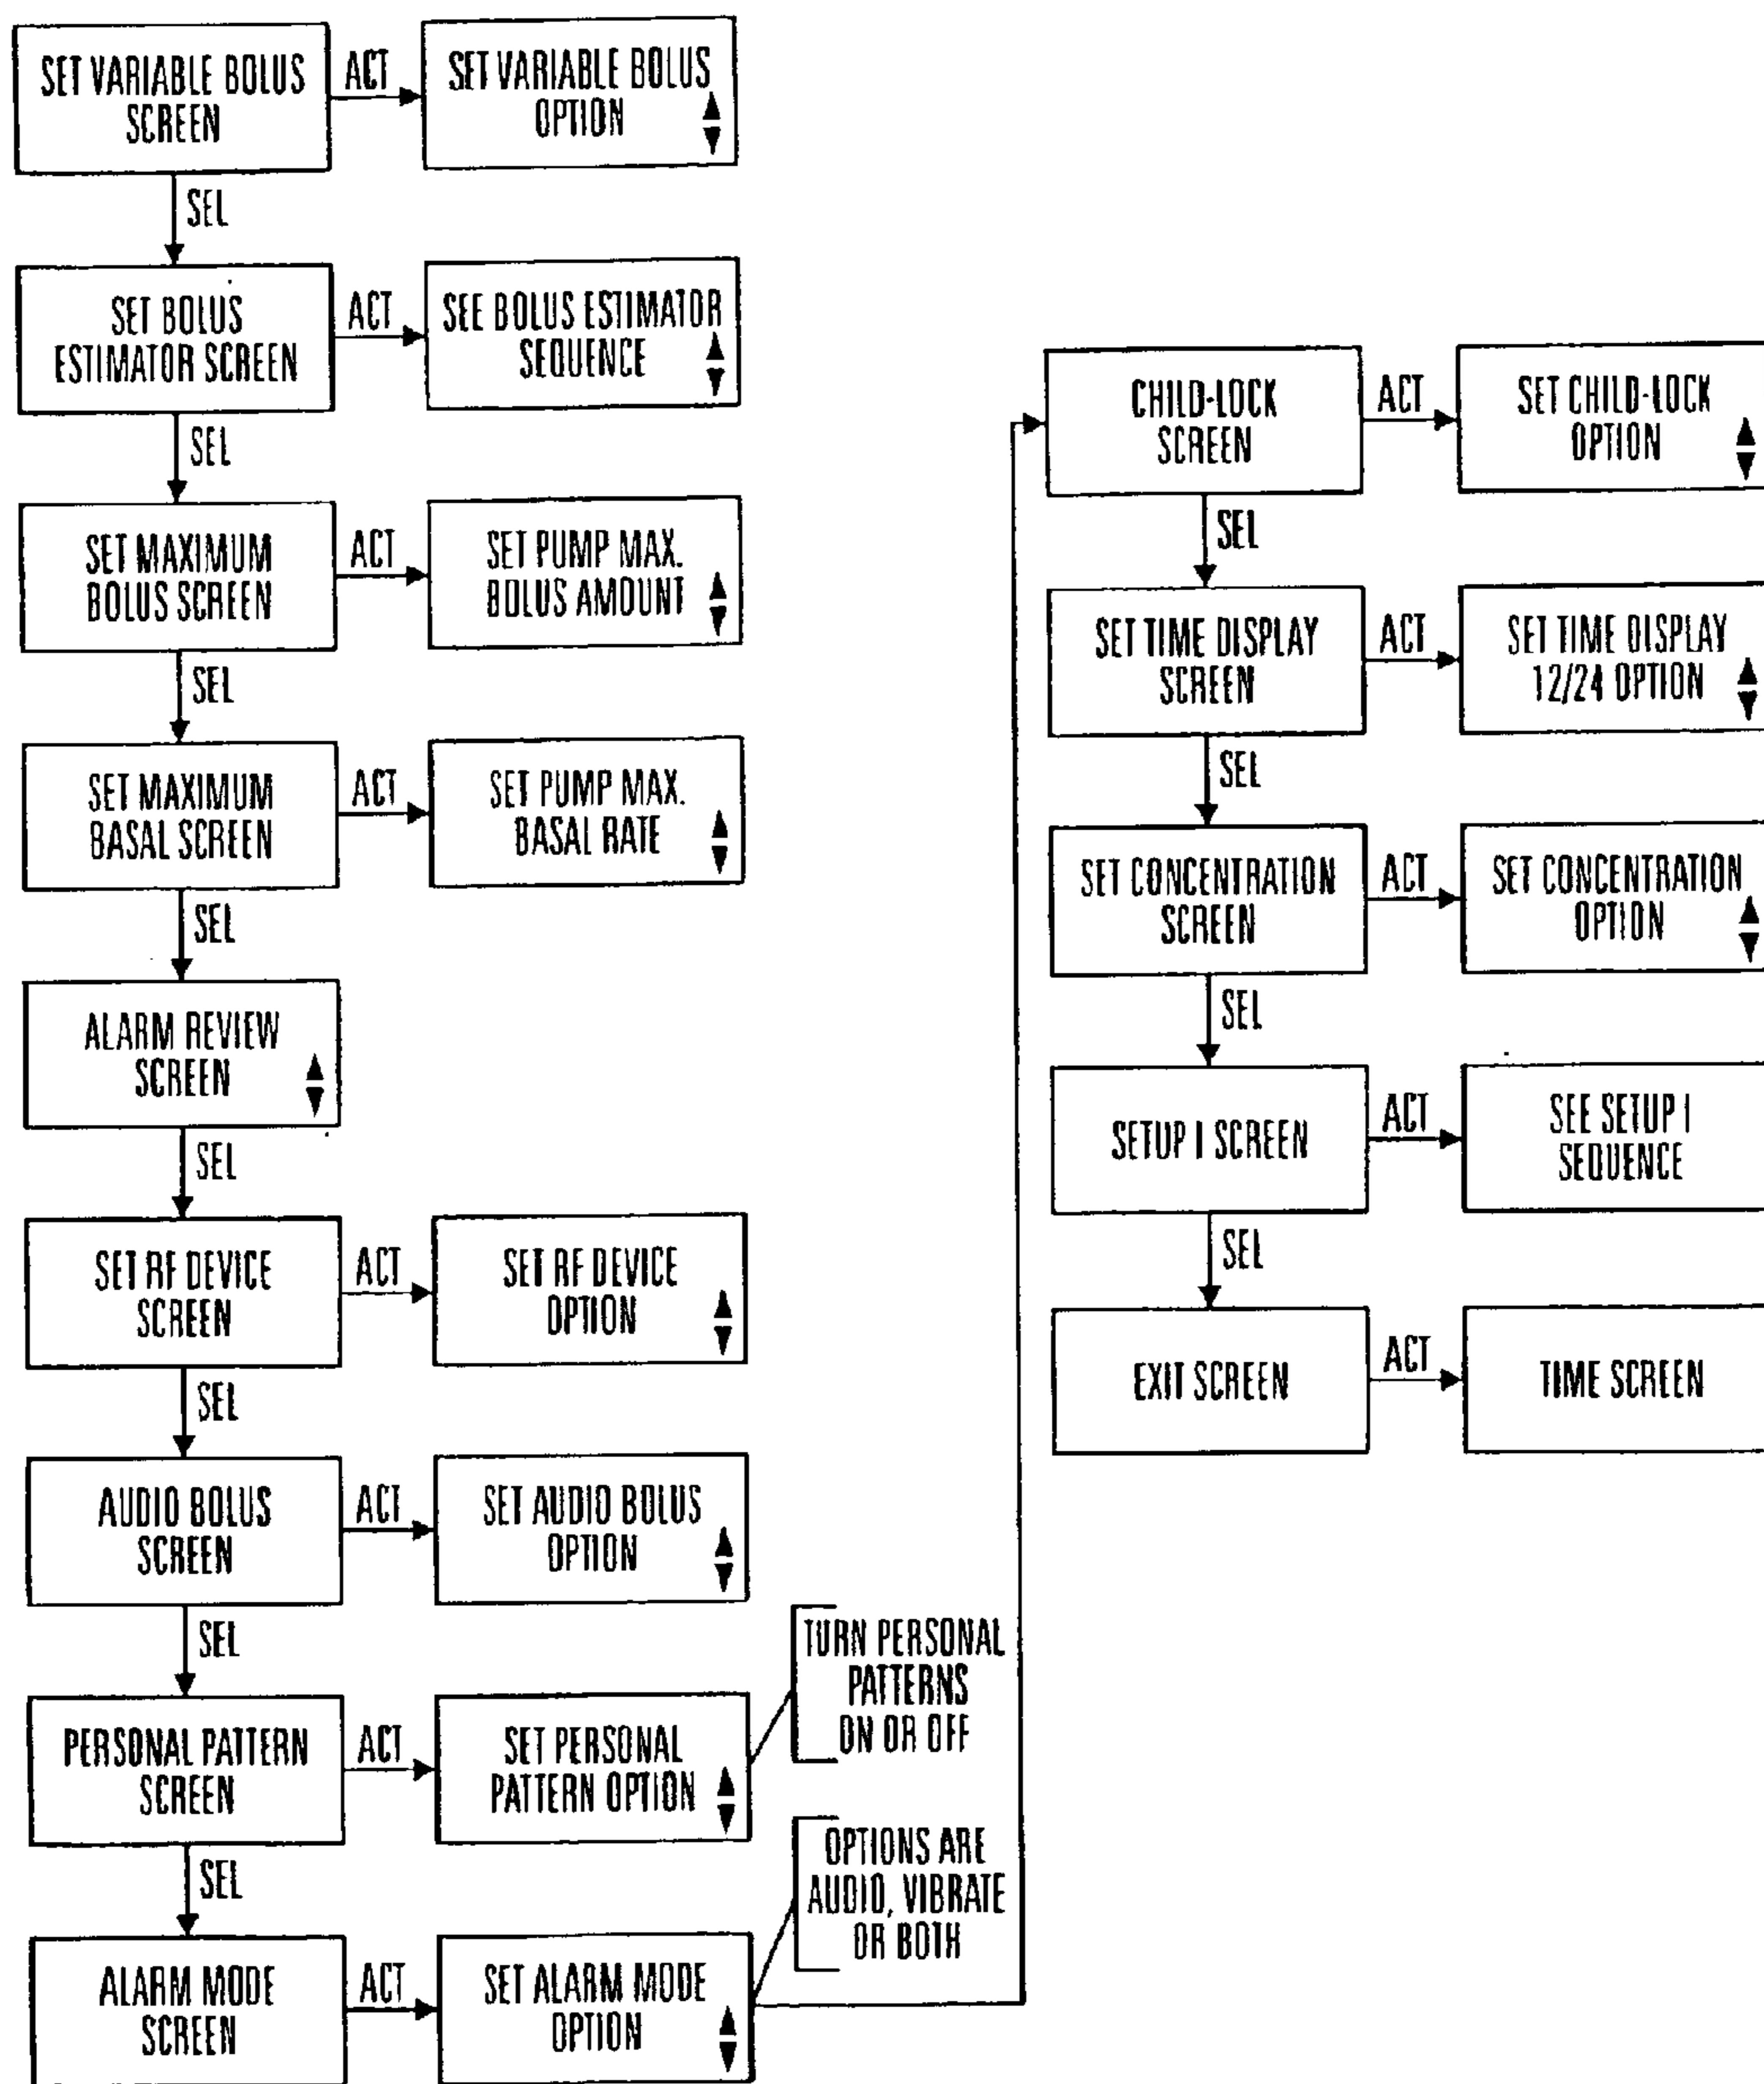 SET VARIABLE BOLUS
SCREEN
ACT
SET VARIABLE BOLUS
OPTION
SEL
SET BOLUS
ESTIMATOR SCREEN
ACT
SEE BOLUS ESTIMATOR
SEQUENCE
SEL
SET MAXIMUM
BOLUS SCREEN
ACT
SET PUMP MAX.
BOLUS AMOUNT
SEL
SET MAXIMUM
BASAL SCREEN
ACT
SET PUMP MAX.
BASAL RATE
SEL
ALARM REVIEW
SCREEN
SEL
SET RF DEVICE
SCREEN
ACT
SET RF DEVICE
OPTION
SEL
AUDIO BOLUS
SCREEN
ACT
SET AUDIO BOLUS
OPTION
SEL
PERSONAL PATTERN
SCREEN
ACT
SET PERSONAL
PATTERN OPTION
TURN PERSONAL
PATTERNS
ON OR OFF
SEL
ALARM MODE
SCREEN
ACT
SET ALARM MODE
OPTION
OPTIONS ARE
AUDIO, VIBRATE
OR BOTH
CHILD-LOCK
SCREEN
ACT
SET CHILD-LOCK
OPTION
SEL
SET TIME DISPLAY
SCREEN
ACT
SET TIME DISPLAY
12/24 OPTION
SEL
SET CONCENTRATION
SCREEN
ACT
SET CONCENTRATION
OPTION
SEL
SETUP I SCREEN
ACT
SEE SETUP I
SEQUENCE
SEL
EXIT SCREEN
ACT
TIME SCREEN